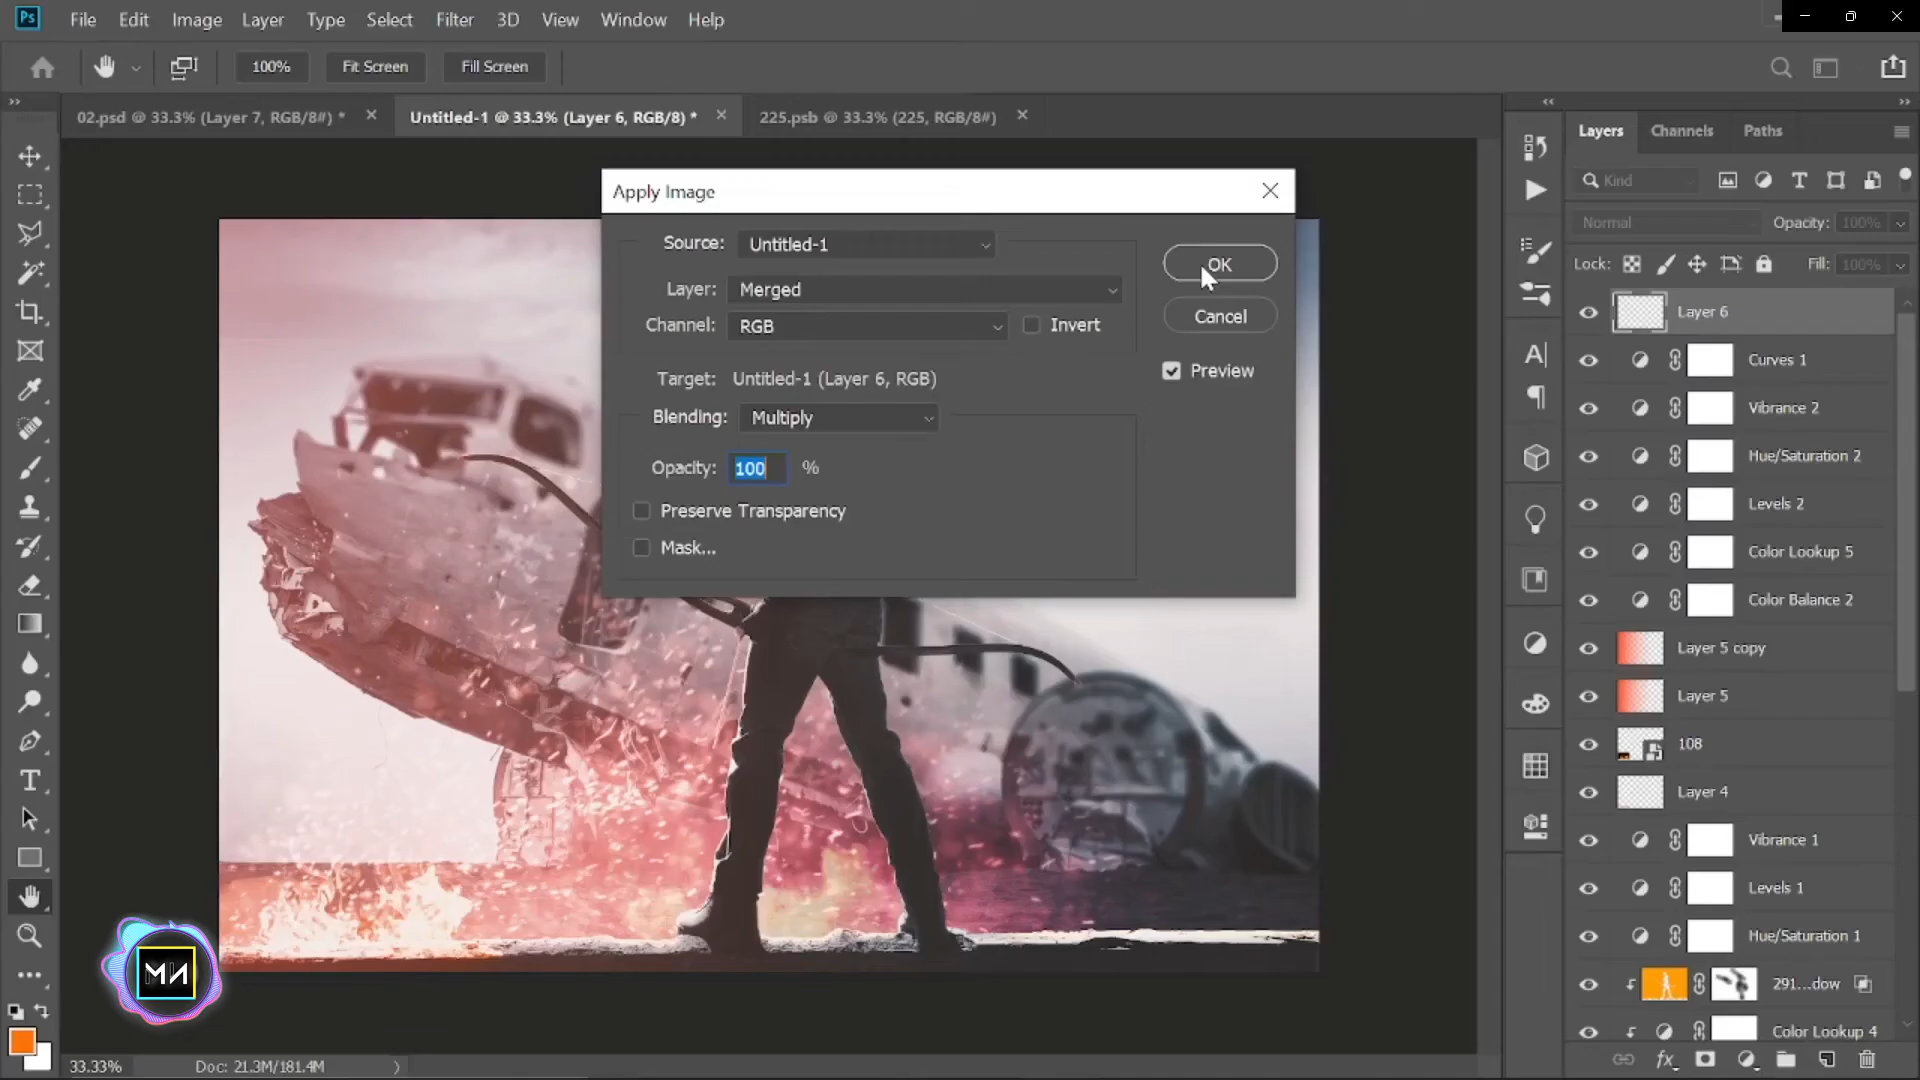 Ps File Edit Image Layer Type Select Filter 3D View Window Help
100% Fit Screen Fill Screen
02.psd @ 33.3% (Layer 7, RGB/8#) * Untitled-1 @ 33.3% (Layer 6, RGB/8) * 225.psb @ 33.3% (225, RGB/8#)
Apply Image
Source: Untitled-1
Layer: Merged
Channel: RGB Invert
Target: Untitled-1 (Layer 6, RGB)
Blending: Multiply
Opacity: 100 %
Preserve Transparency
Mask...
OK
Cancel
Preview
Layers Channels Paths
Kind
Normal Opacity: 100%
Lock: Fill: 100%
Layer 6
Curves 1
Vibrance 2
Hue/Saturation 2
Levels 2
Color Lookup 5
Color Balance 2
Layer 5 copy
Layer 5
108
Layer 4
Vibrance 1
Levels 1
Hue/Saturation 1
291...dow
Color Lookup 4
fx
33.33% Doc: 21.3M/181.4M